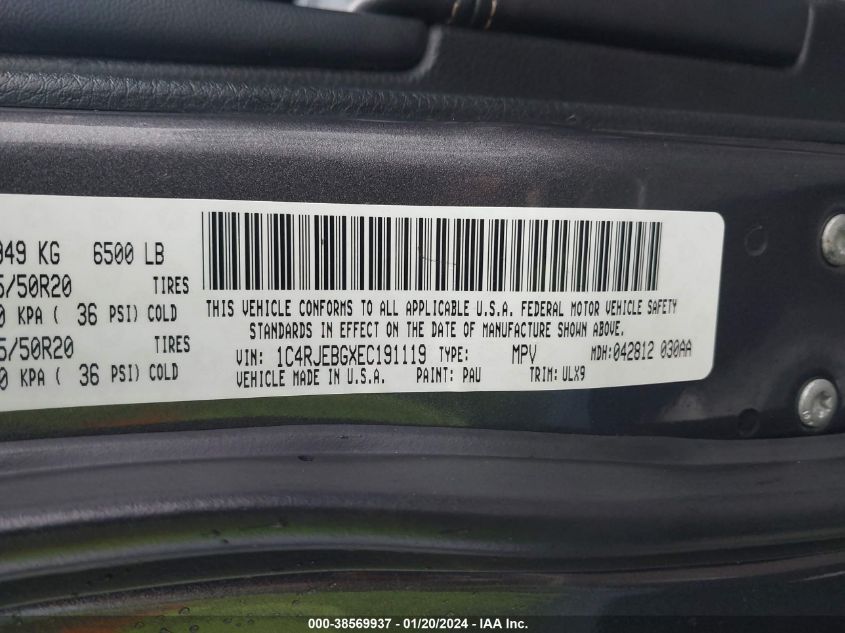 949 KG 6500 LB
5/50R20 TIRES
0 KPA ( 36 PSI) COLD
5/50R20 TIRES
0 KPA ( 36 PSI) COLD
THIS VEHICLE CONFORMS TO ALL APPLICABLE U.S.A. FEDERAL MOTOR VEHICLE SAFETY
STANDARDS IN EFFECT ON THE DATE OF MANUFACTURE SHOWN ABOVE.
VIN: 1C4RJEBGXEC191119 TYPE: MPV MDH:042812 030AA
VEHICLE MADE IN U.S.A. PAINT: PAU TRIM: ULX9
000-38569937 - 01/20/2024 - IAA Inc.